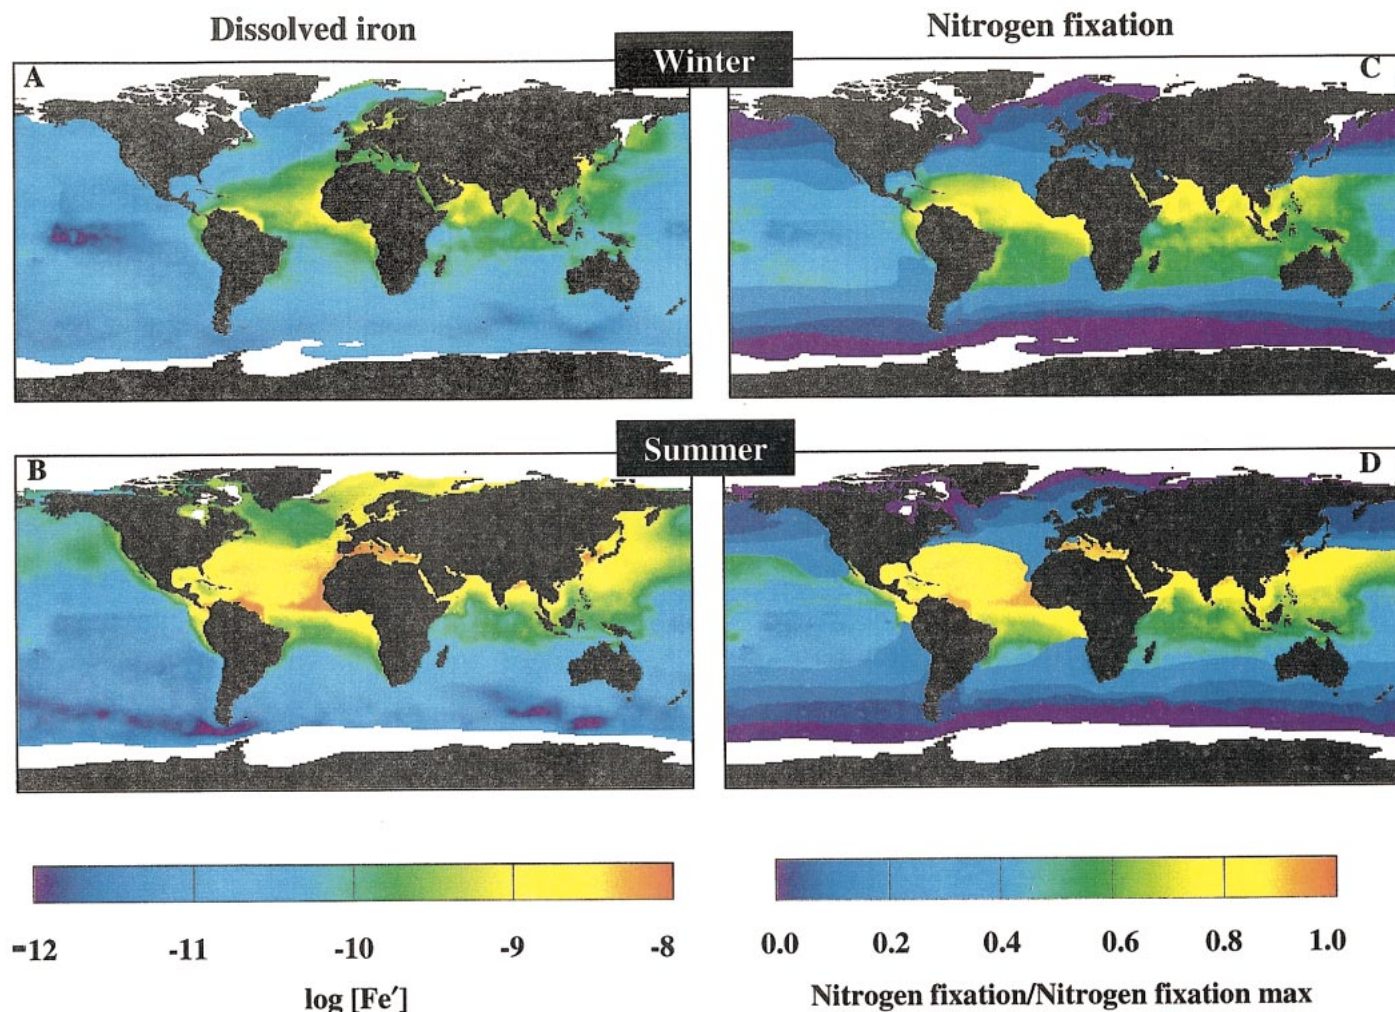 Dissolved iron
Nitrogen fixation
Winter
A
C
Summer
B
D
-12 -11 -10 -9 -8
0.0 0.2 0.4 0.6 0.8 1.0
log [Fe′]
Nitrogen fixation/Nitrogen fixation max